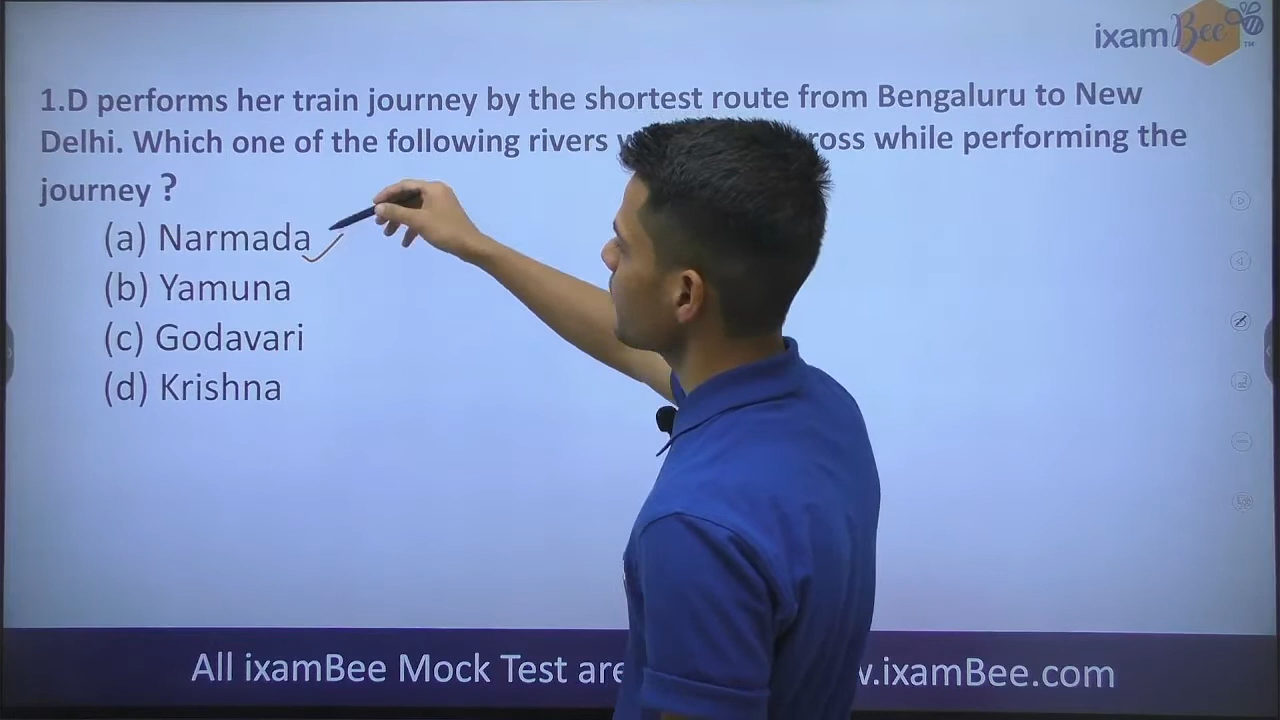 ixamBee
TM
1.D performs her train journey by the shortest route from Bengaluru to New
Delhi. Which one of the following rivers ross while performing the
journey ?
(a) Narmada
(b) Yamuna
(c) Godavari
(d) Krishna
All ixamBee Mock Test are .ixamBee.com